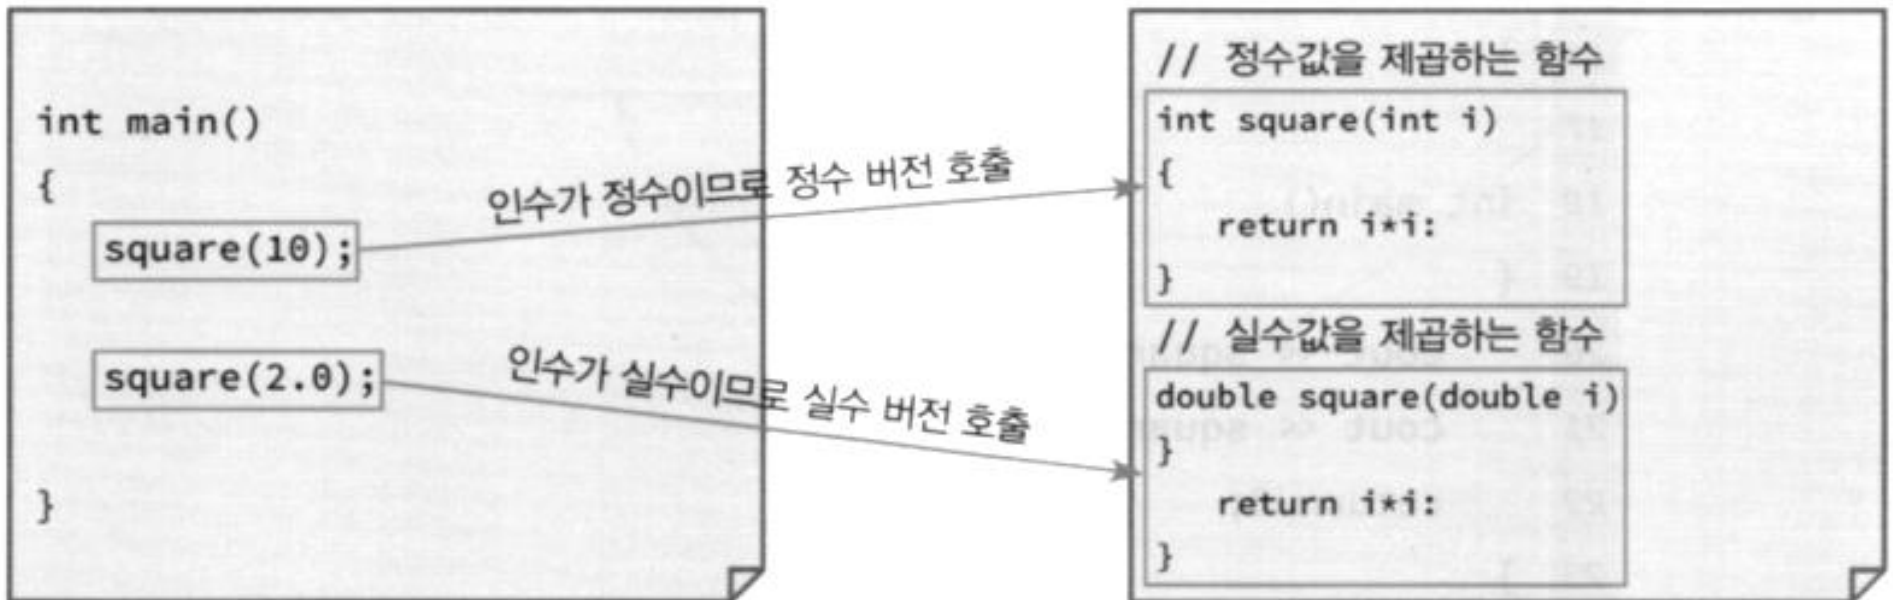 int main()
{
square(10);
square(2.0);
}
인수가 정수이므로 정수 버전 호출
인수가 실수이므로 실수 버전 호출
// 정수값을 제곱하는 함수
int square(int i)
{
return i*i:
}
// 실수값을 제곱하는 함수
double square(double i)
}
return i*i:
}